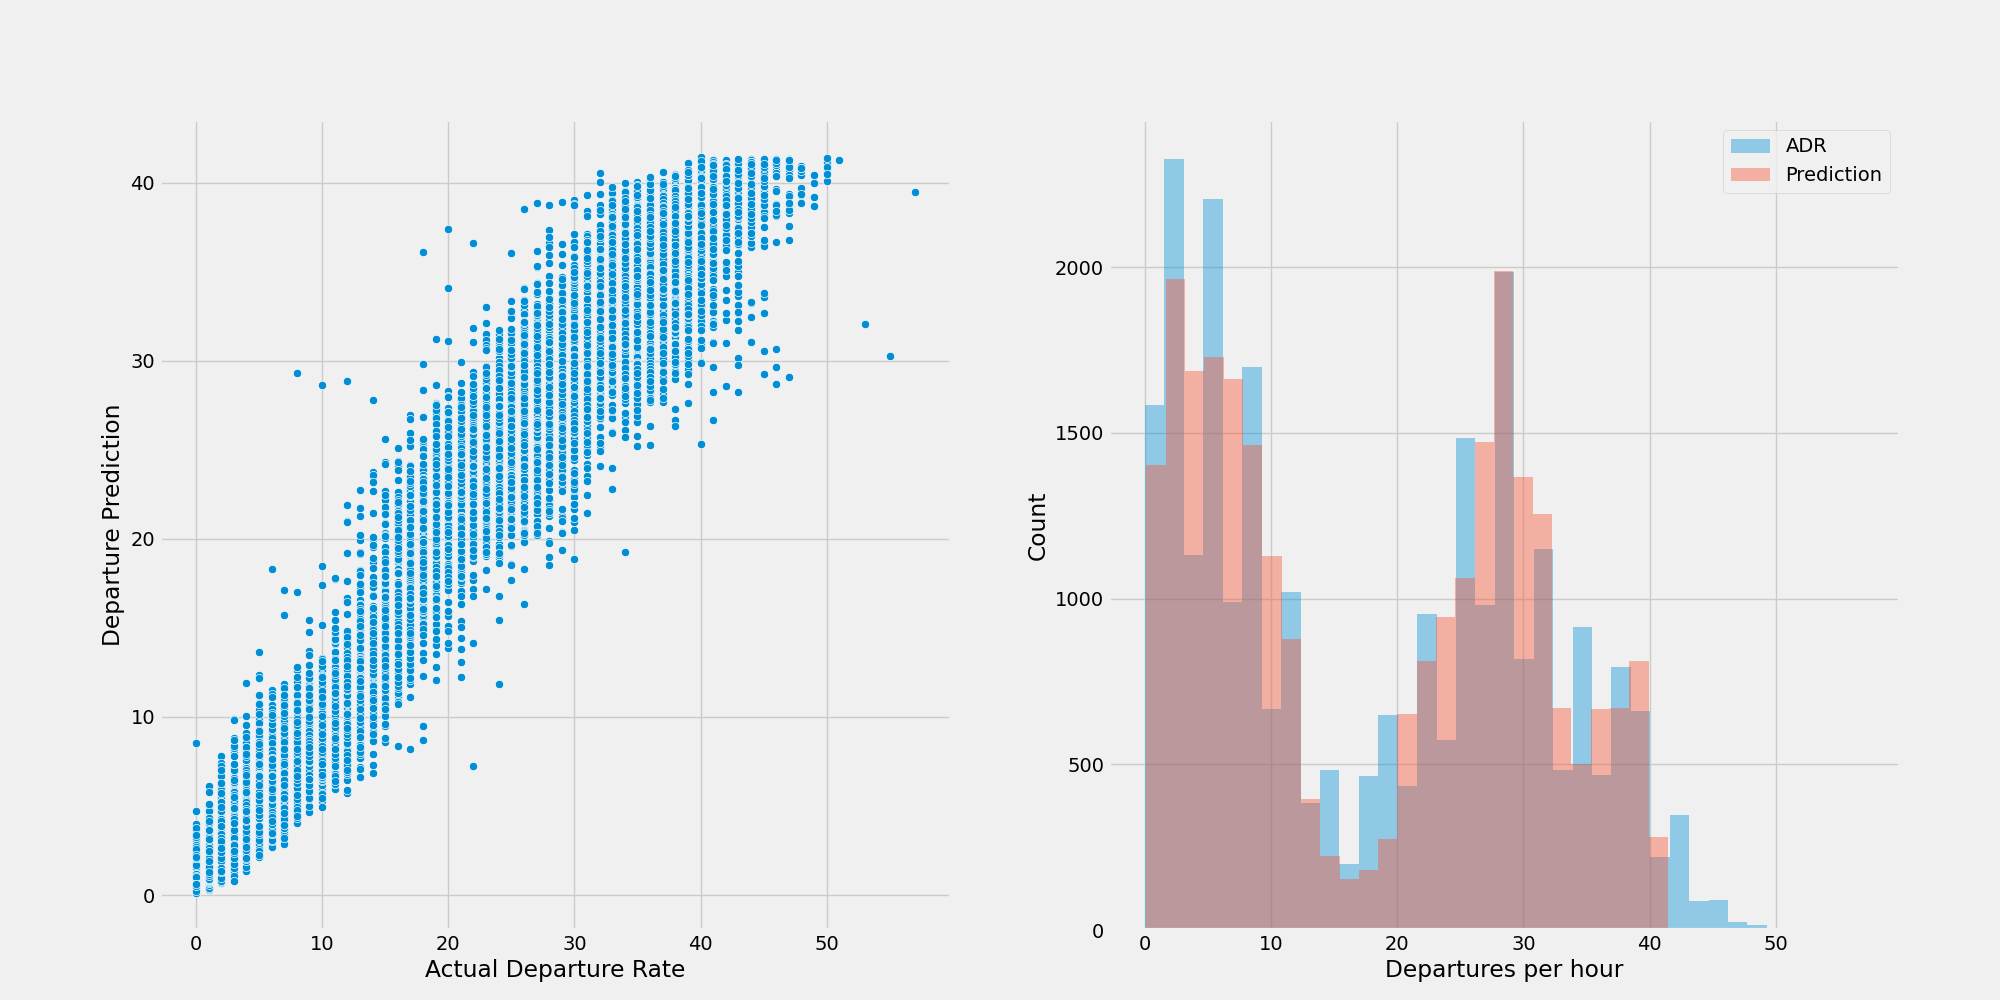 40
30
20
10
0
0 10 20 30 40 50
Departure Prediction
Actual Departure Rate
ADR
Prediction
2000
1500
1000
500
0
0 10 20 30 40 50
Count
Departures per hour